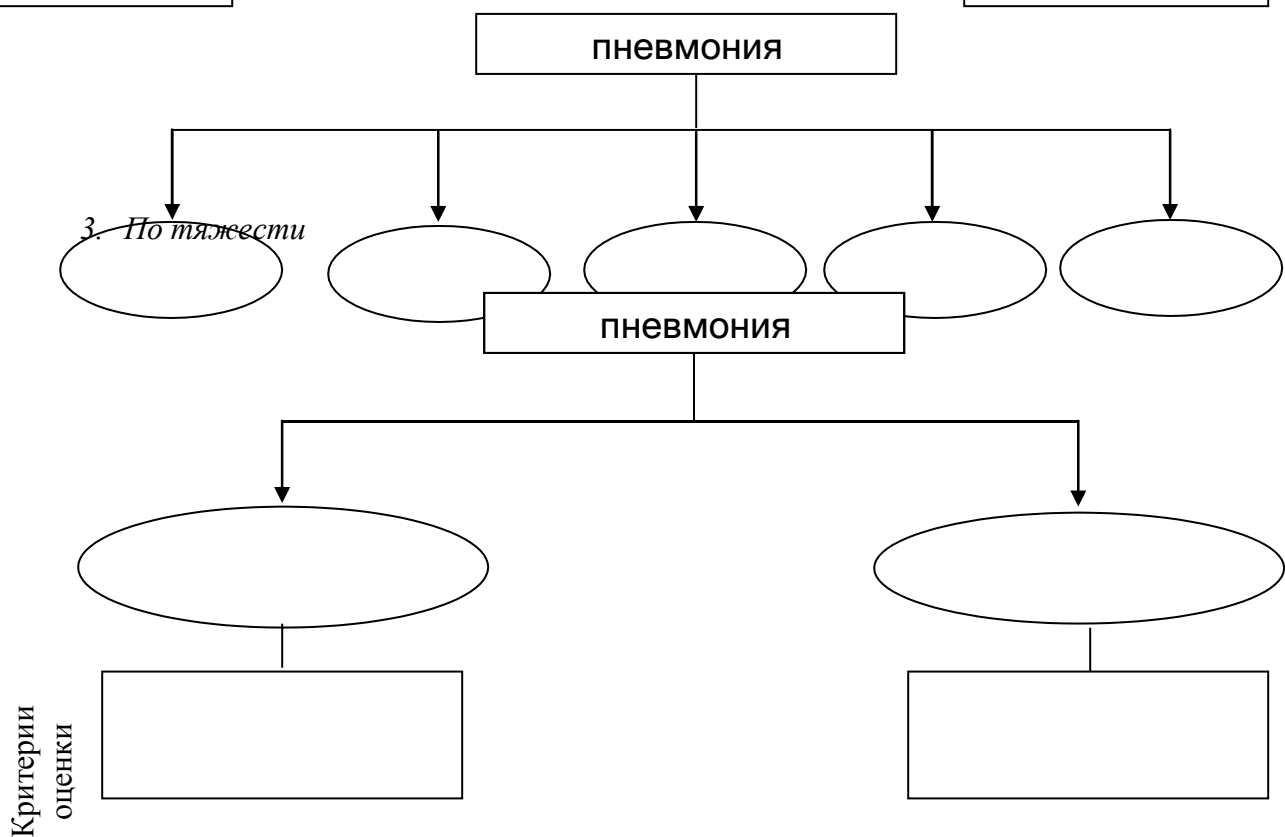 пневмония
3. По тяжести
пневмония
Критерии
оценки